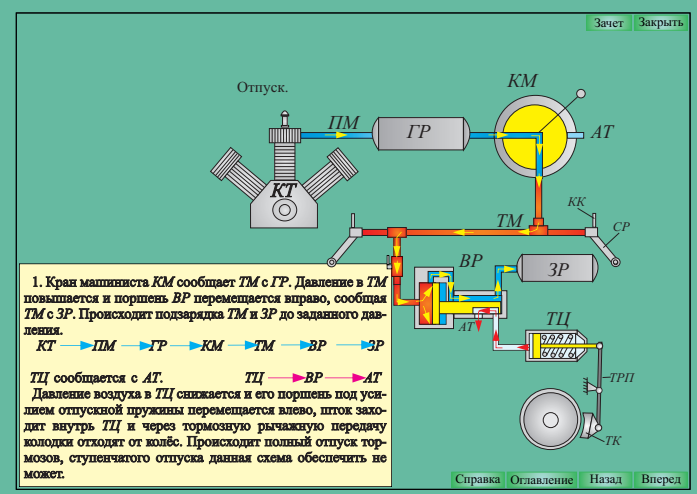 Зачет Закрыть
Отпуск.
КМ
ПМ
ГР
АТ
КТ
ТМ
КК
СР
ВР
ЗР
АТ
ТЦ
ТРП
ТК
1. Кран машиниста КМ сообщает ТМ с ГР. Давление в ТМ
повышается и поршень ВР перемещается вправо, сообщая
ТМ с ЗР. Происходит подзарядка ТМ и ЗР до заданного дав-
ления.
КТ ПМ ГР КМ ТМ ВР ЗР
ТЦ сообщается с АТ. ТЦ ВР АТ
Давление воздуха в ТЦ снижается и его поршень под уси-
лием отпускной пружины перемещается влево, шток захо-
дит внутрь ТЦ и через тормозную рычажную передачу
колодки отходят от колёс. Происходит полный отпуск тор-
мозов, ступенчатого отпуска данная схема обеспечить не
может.
Справка Оглавление Назад Вперед